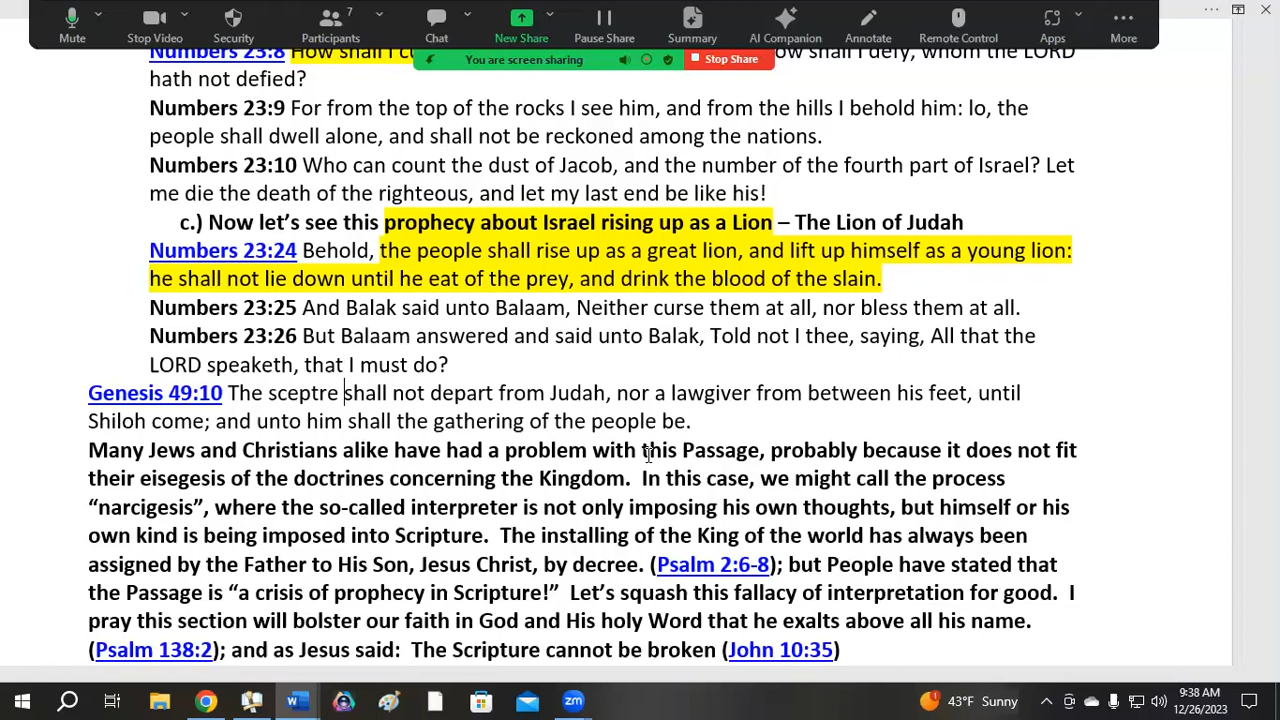 7
Mute
Stop Video
Security
Participants
Chat
New Share
Pause Share
Summary
AI Companion
Annotate
Remote Control
Apps
More
You are screen sharing
Stop Share
Numbers 23:8 How shall I cu ow shall I defy, whom the LORD
hath not defied?
Numbers 23:9 For from the top of the rocks I see him, and from the hills I behold him: lo, the
people shall dwell alone, and shall not be reckoned among the nations.
Numbers 23:10 Who can count the dust of Jacob, and the number of the fourth part of Israel? Let
me die the death of the righteous, and let my last end be like his!
c.) Now let’s see this prophecy about Israel rising up as a Lion – The Lion of Judah
Numbers 23:24 Behold, the people shall rise up as a great lion, and lift up himself as a young lion:
he shall not lie down until he eat of the prey, and drink the blood of the slain.
Numbers 23:25 And Balak said unto Balaam, Neither curse them at all, nor bless them at all.
Numbers 23:26 But Balaam answered and said unto Balak, Told not I thee, saying, All that the
LORD speaketh, that I must do?
Genesis 49:10 The sceptre shall not depart from Judah, nor a lawgiver from between his feet, until
Shiloh come; and unto him shall the gathering of the people be.
Many Jews and Christians alike have had a problem with this Passage, probably because it does not fit
their eisegesis of the doctrines concerning the Kingdom.  In this case, we might call the process
“narcigesis”, where the so-called interpreter is not only imposing his own thoughts, but himself or his
own kind is being imposed into Scripture.  The installing of the King of the world has always been
assigned by the Father to His Son, Jesus Christ, by decree. (Psalm 2:6-8); but People have stated that
the Passage is “a crisis of prophecy in Scripture!”  Let’s squash this fallacy of interpretation for good.  I
pray this section will bolster our faith in God and His holy Word that he exalts above all his name.
(Psalm 138:2); and as Jesus said:  The Scripture cannot be broken (John 10:35)
43°F Sunny
9:38 AM
12/26/2023